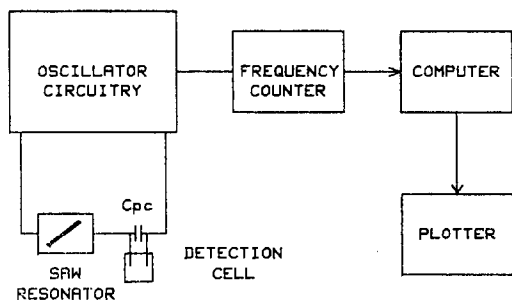 OSCILLATOR
CIRCUITRY
FREQUENCY
COUNTER
COMPUTER
Cpc
SAW
RESONATOR
DETECTION
CELL
PLOTTER